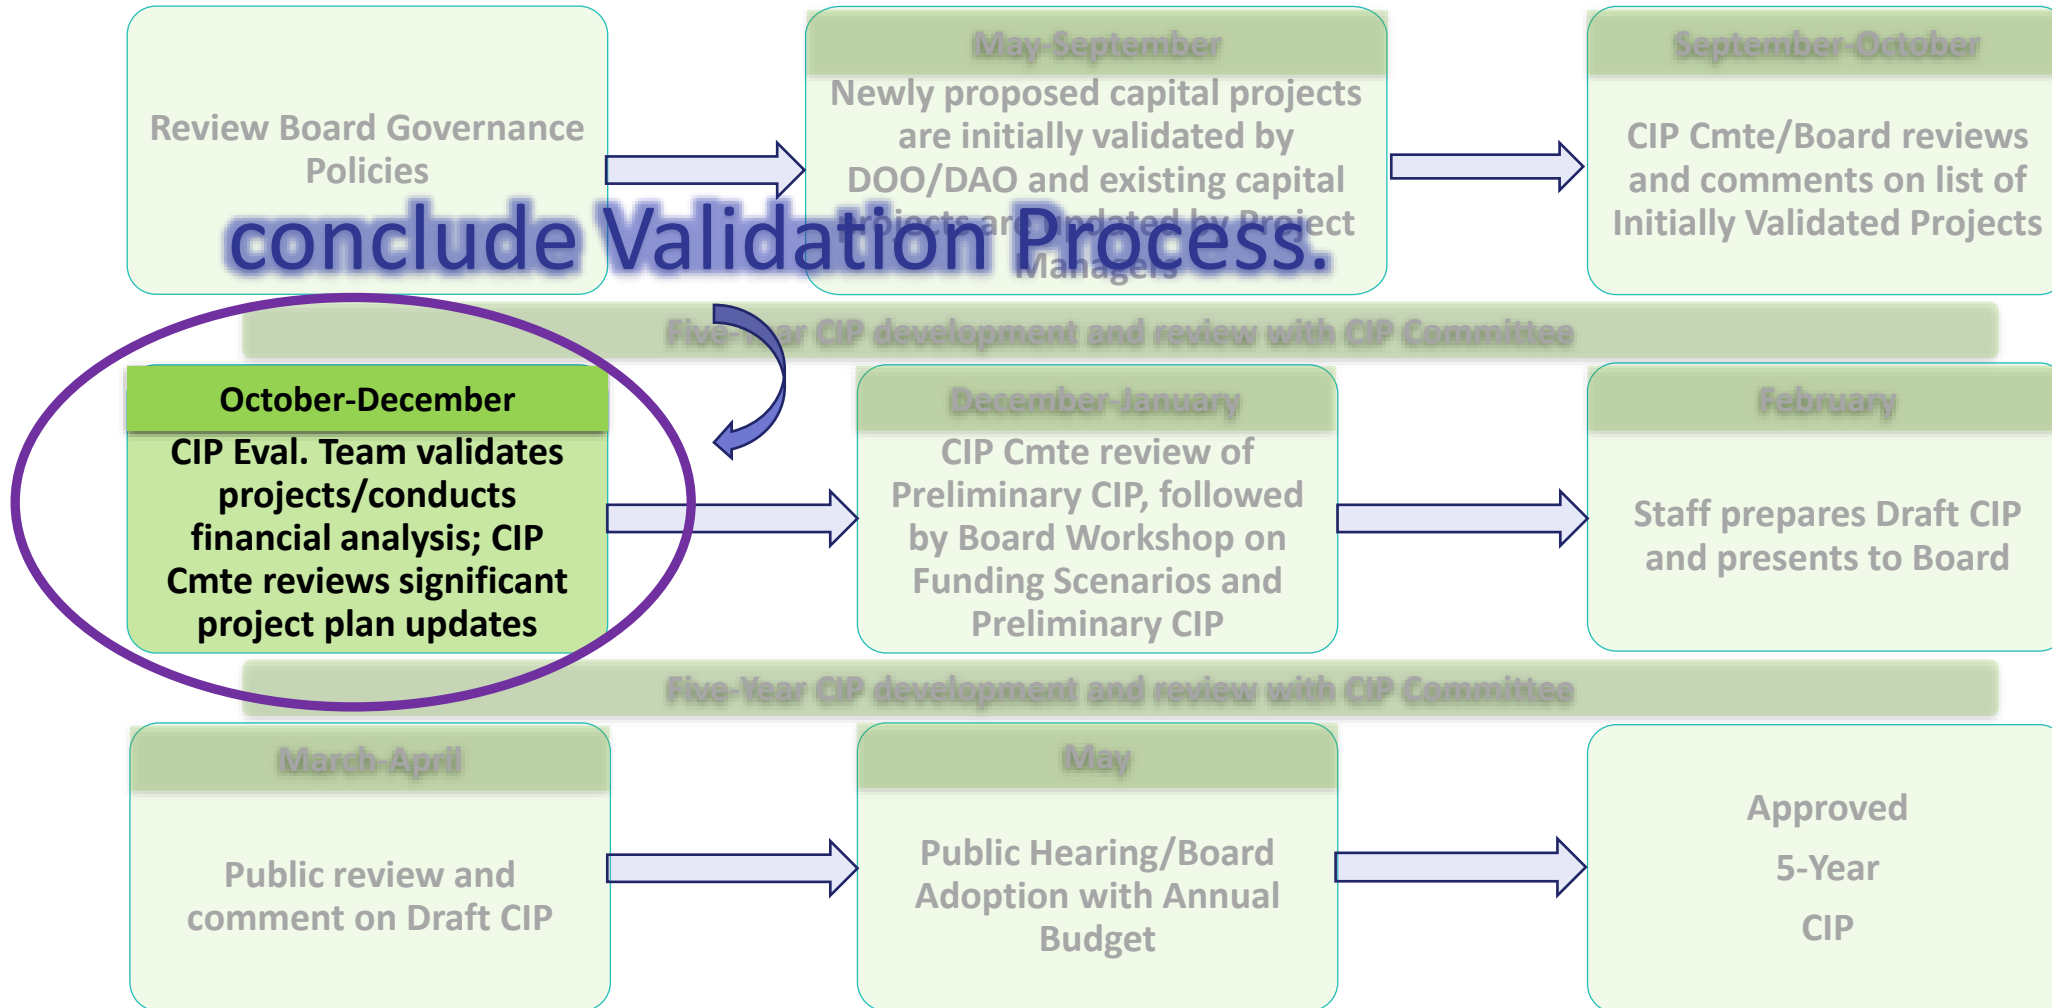 Review Board Governance
Policies
May-September
Newly proposed capital projects
are initially validated by
DOO/DAO and existing capital
projects are updated by Project
Managers
September-October
CIP Cmte/Board reviews
and comments on list of
Initially Validated Projects
conclude Validation Process.
Five-Year CIP development and review with CIP Committee
October-December
CIP Eval. Team validates
projects/conducts
financial analysis; CIP
Cmte reviews significant
project plan updates
December-January
CIP Cmte review of
Preliminary CIP, followed
by Board Workshop on
Funding Scenarios and
Preliminary CIP
February
Staff prepares Draft CIP
and presents to Board
Five-Year CIP development and review with CIP Committee
March-April
Public review and
comment on Draft CIP
May
Public Hearing/Board
Adoption with Annual
Budget
Approved
5-Year
CIP